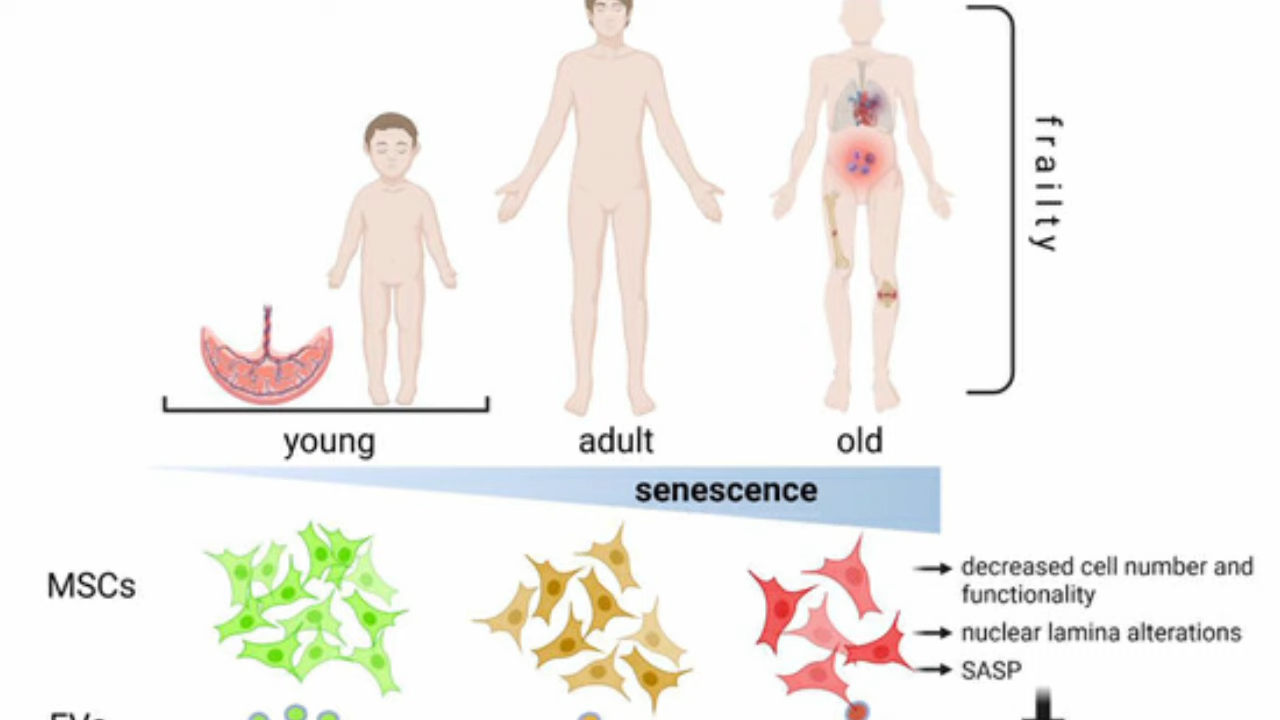 frailty
young
adult
old
senescence
MSCs
decreased cell number and
functionality
nuclear lamina alterations
SASP